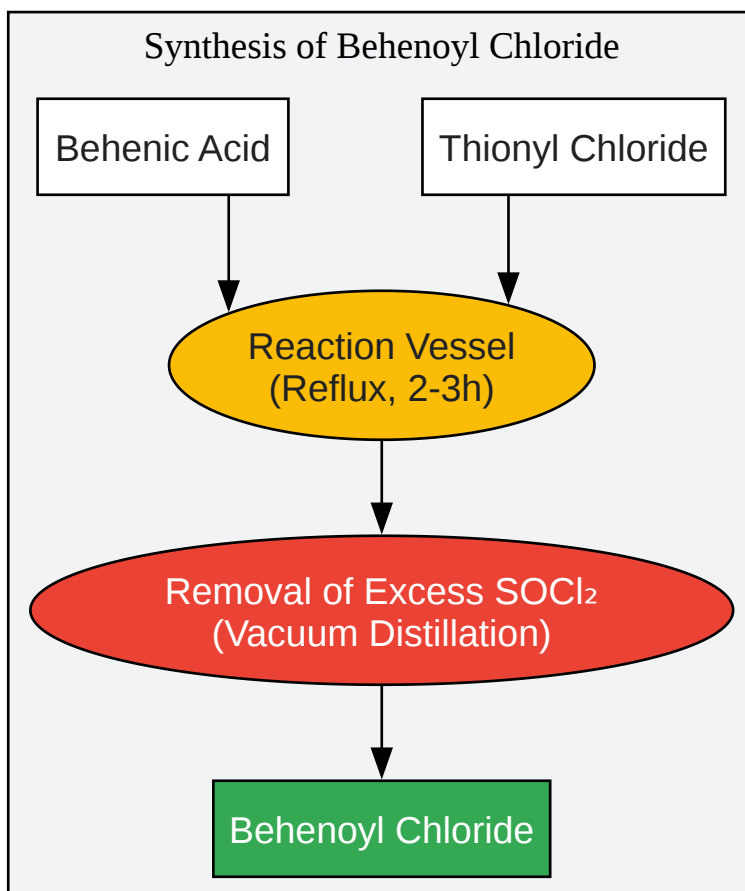 Synthesis of Behenoyl Chloride
Behenic Acid
Thionyl Chloride
Reaction Vessel
(Reflux, 2-3h)
Removal of Excess SOCl₂
(Vacuum Distillation)
Behenoyl Chloride